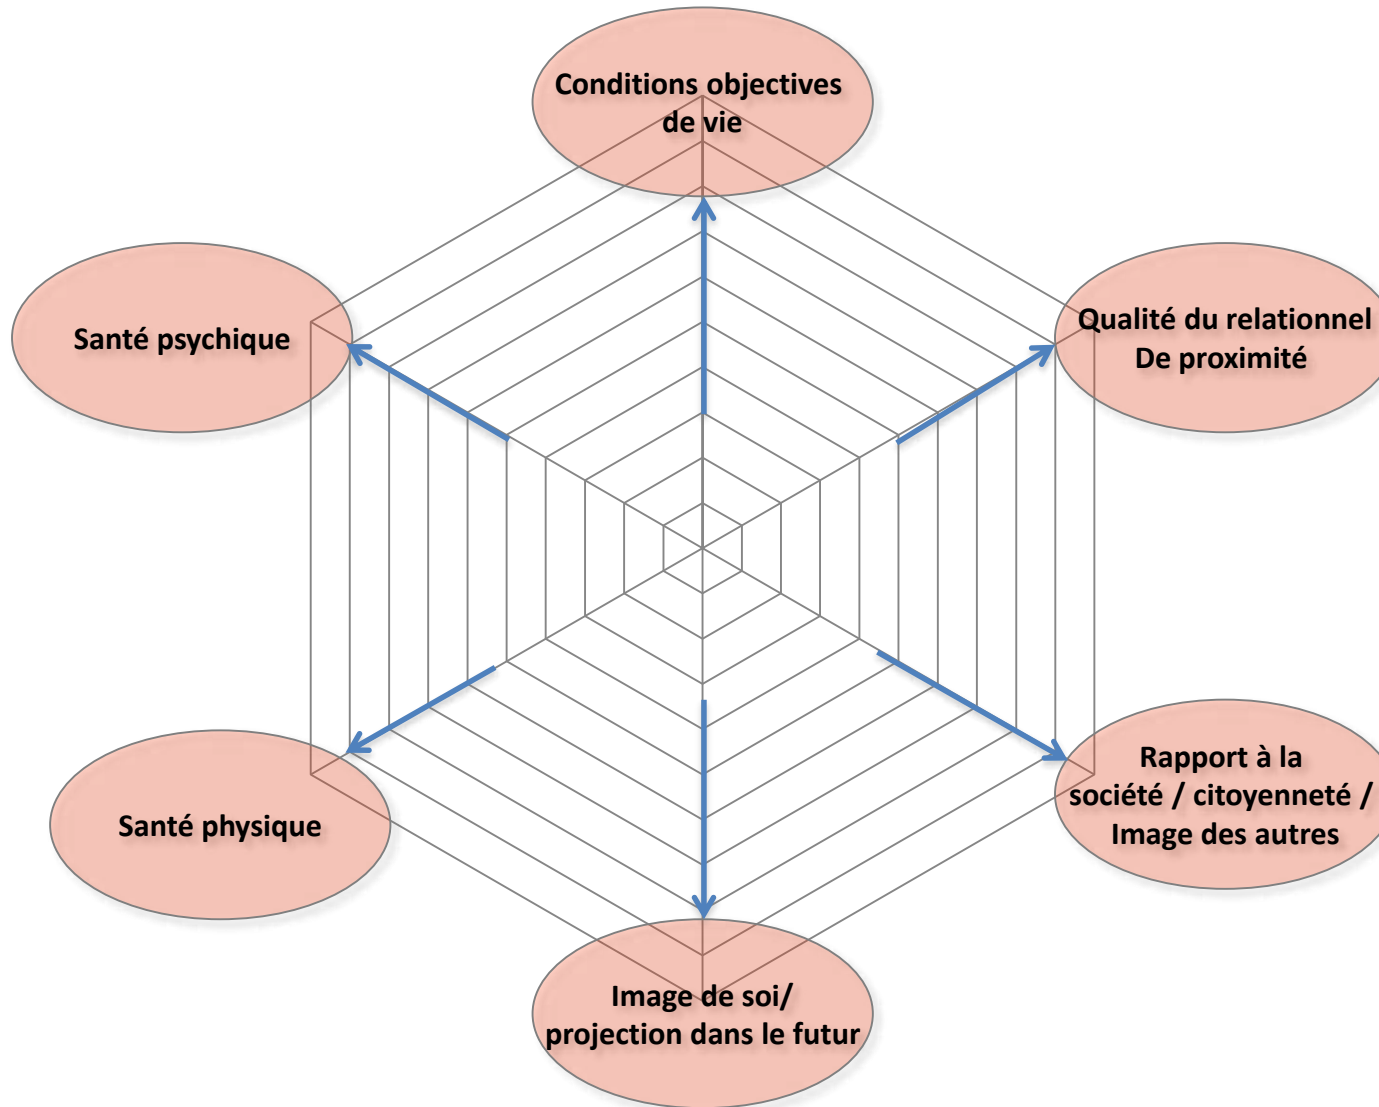 Conditions objectives
de vie
Santé psychique
Qualité du relationnel
De proximité
Santé physique
Rapport à la
société / citoyenneté /
Image des autres
Image de soi/
projection dans le futur